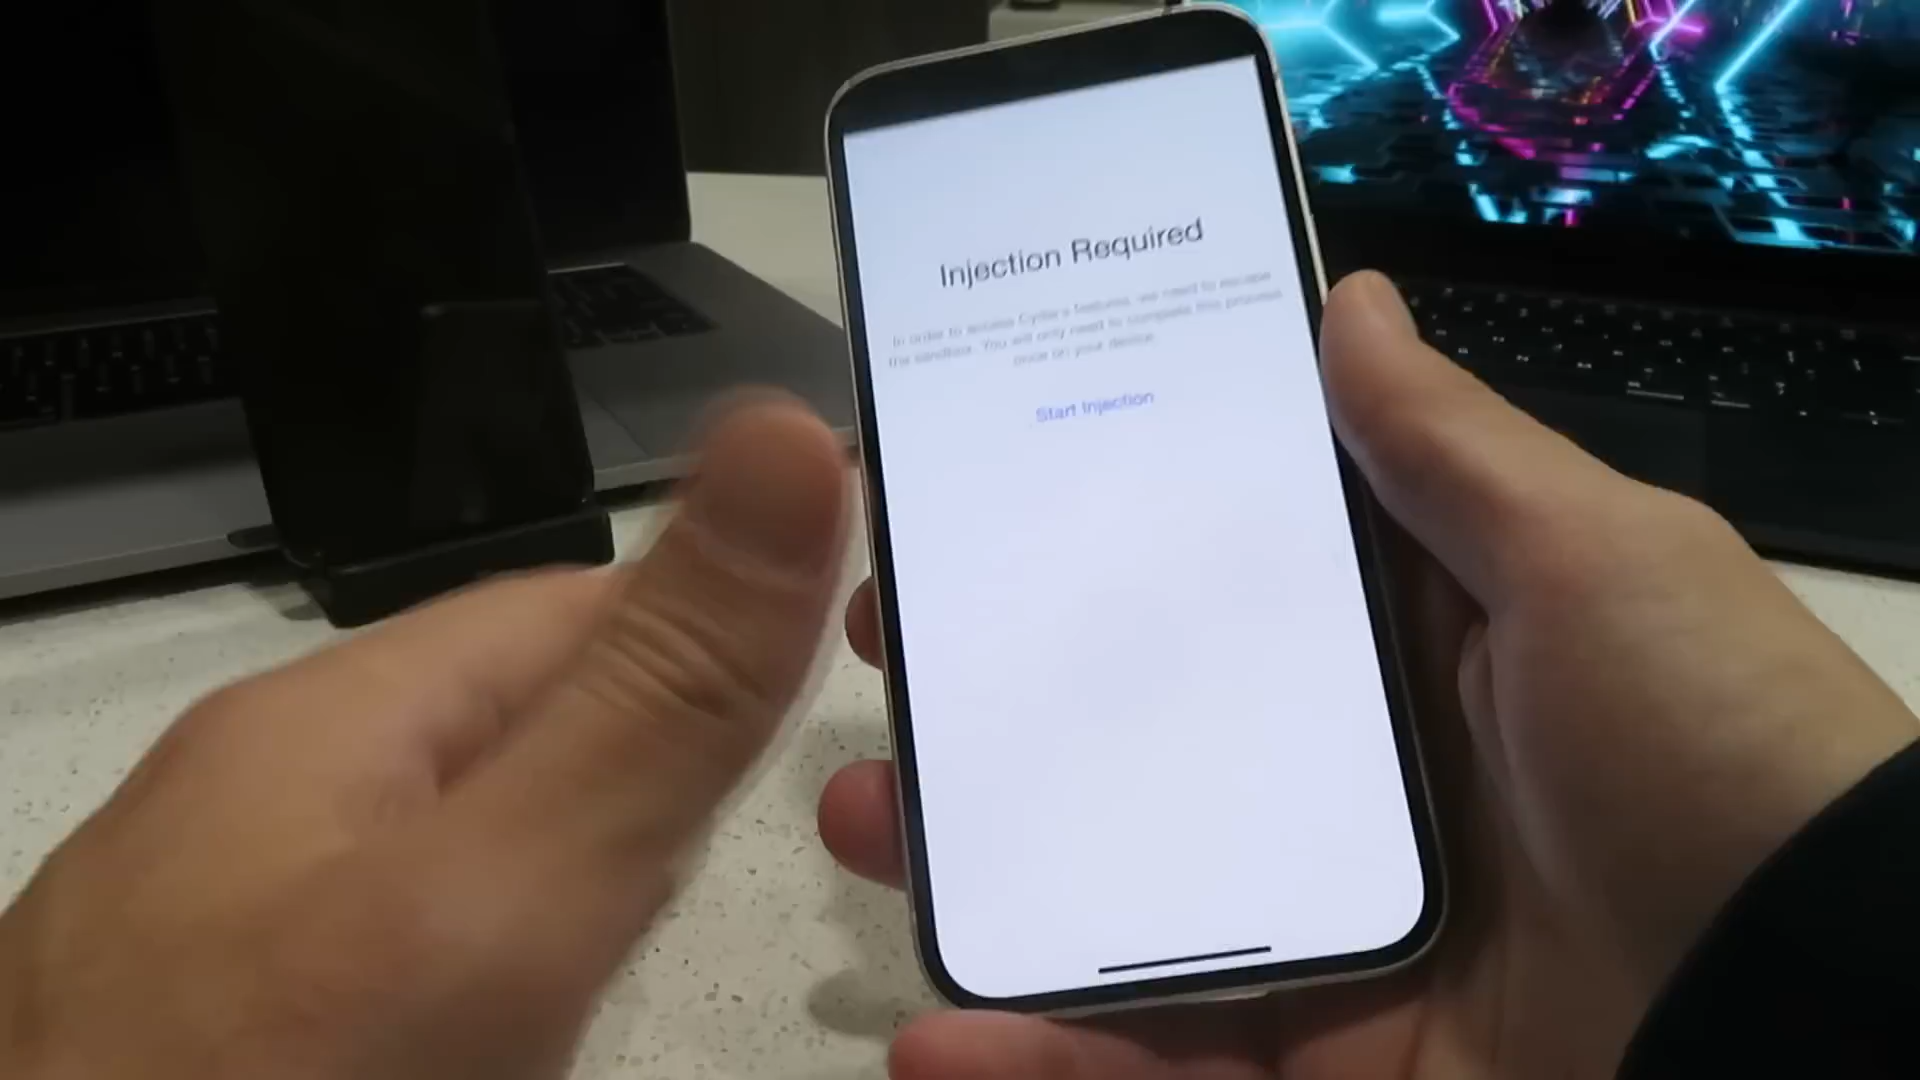 Injection Required
In order to access Cydia's features, we need to escape
the sandbox. You will only need to complete this process
once on your device.
Start Injection